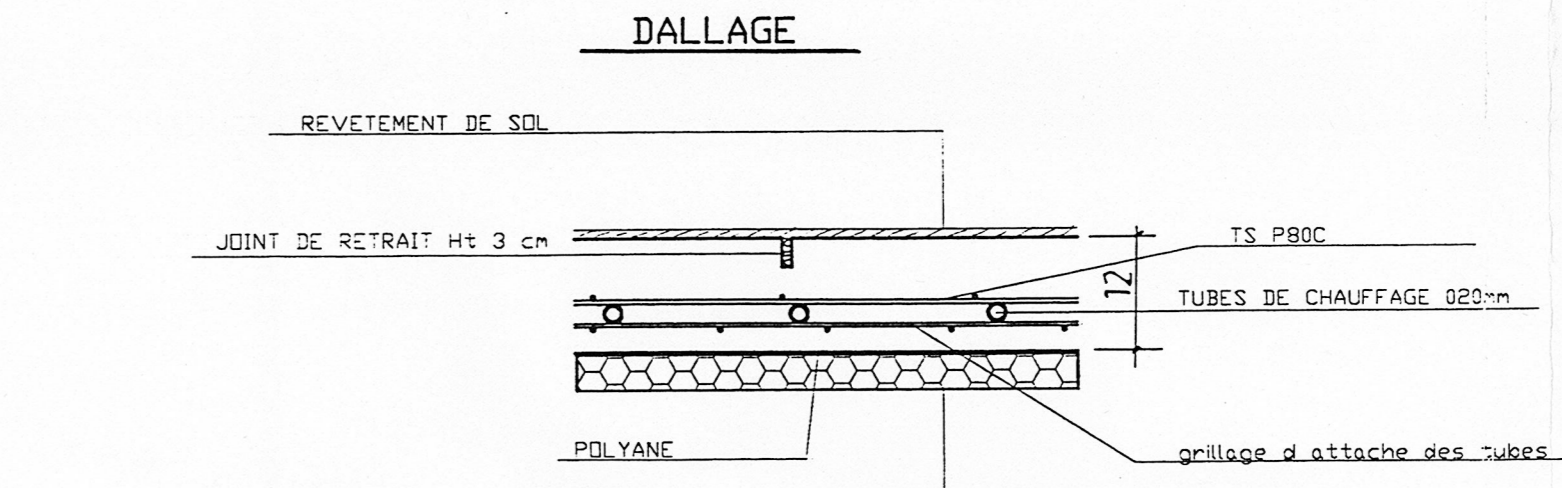 DALLAGE
REVETEMENT DE SOL
JOINT DE RETRAIT Ht 3 cm
TS P80C
12
TUBES DE CHAUFFAGE O20mm
POLYANE
grillage d attache des tubes